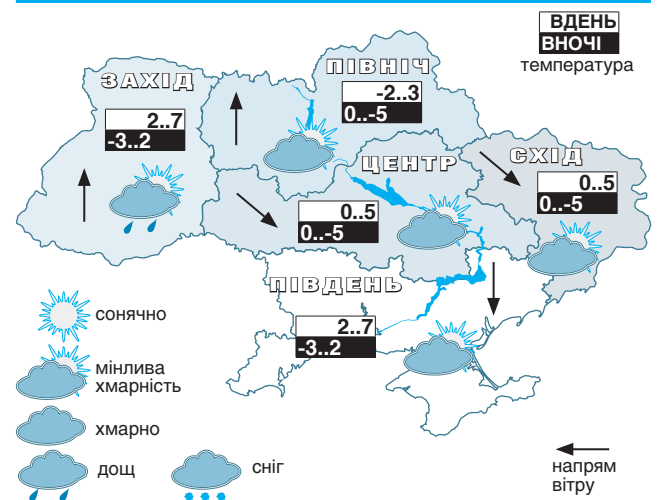 ВДЕНЬ
ВНОЧІ
температура
ПІВНІЧ
-2..3
0..-5
ЗАХІД
2..7
-3..2
ЦЕНТР
0..5
0..-5
СХІД
0..5
0..-5
ПІВДЕНЬ
2..7
-3..2
сонячно
мінлива
хмарність
хмарно
дощ
сніг
напрям
вітру